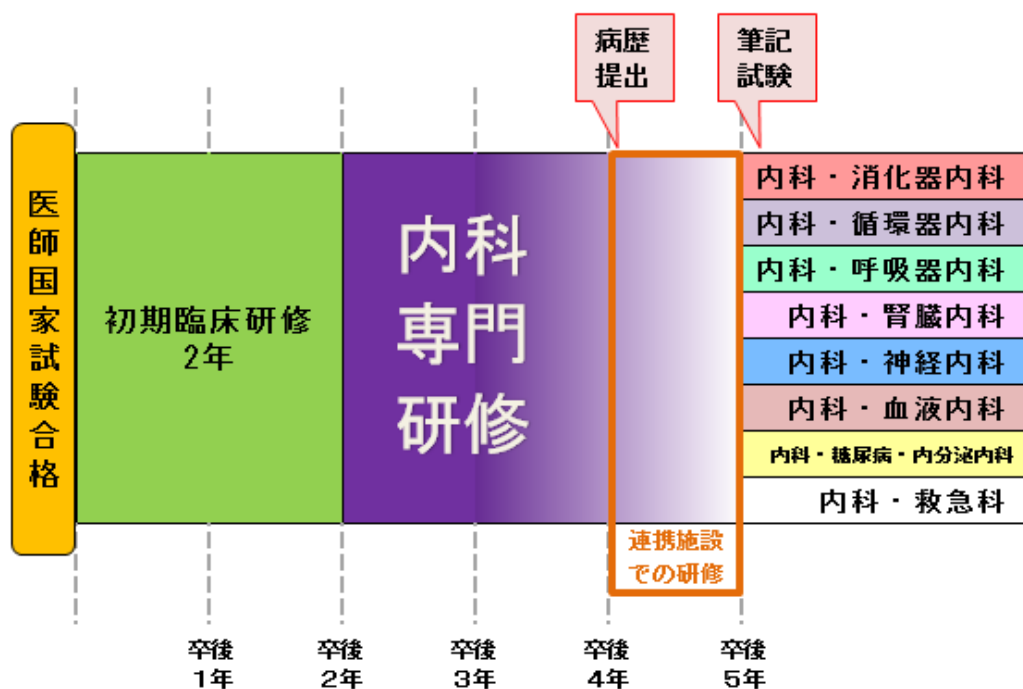 病歴
提出
筆記
試験
医師国家試験合格
初期臨床研修
2年
内科
専門
研修
内科・消化器内科
内科・循環器内科
内科・呼吸器内科
内科・腎臓内科
内科・神経内科
内科・血液内科
内科・糖尿病・内分泌内科
内科・救急科
連携施設
での研修
卒後
1年
卒後
2年
卒後
3年
卒後
4年
卒後
5年